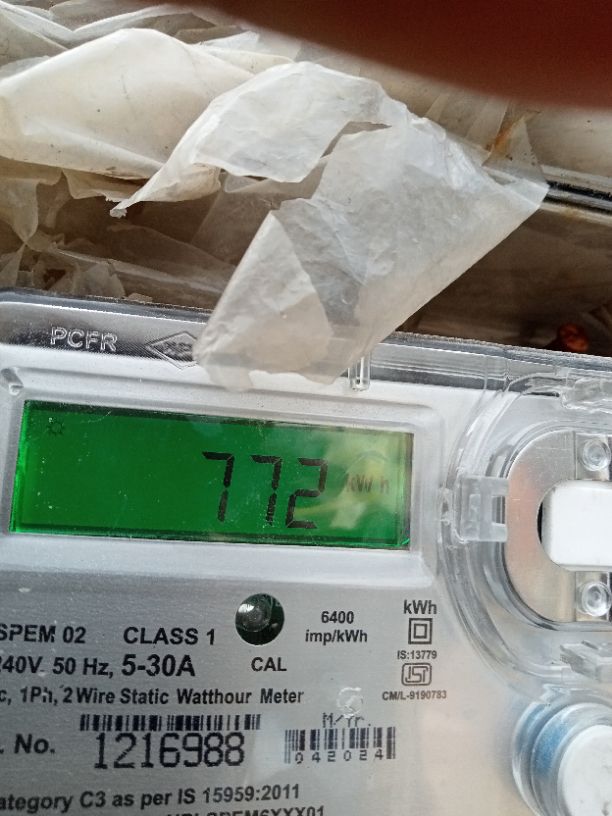 PCFR
772 kWh
SPEM 02 CLASS 1
6400 imp/kWh
kWh
240V. 50 Hz, 5-30A
CAL
IS:13779
CM/L-9190783
1Ph, 2 Wire Static Watthour Meter
M/Yr.
No. 1216988
042024
ategory C3 as per IS 15959:2011